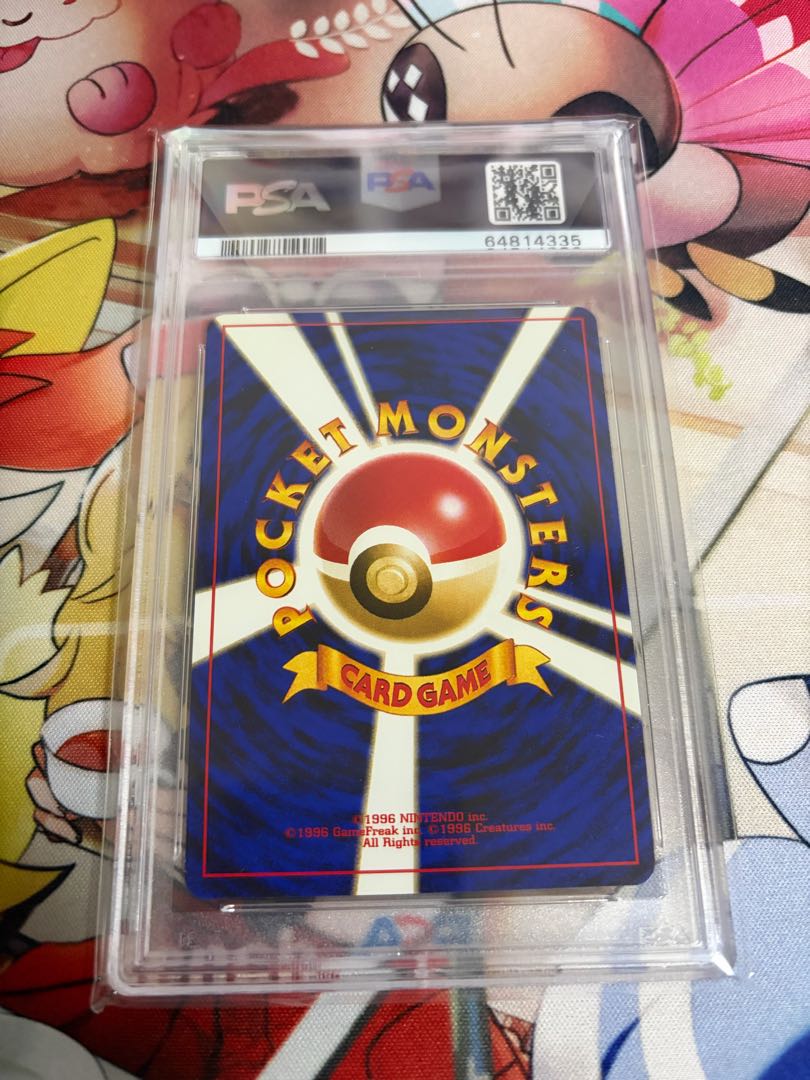 PSA
PSA
64814335
POCKET MONSTERS
CARD GAME
©1996 NINTENDO inc.
©1996 GameFreak inc. ©1996 Creatures inc.
All Rights reserved.